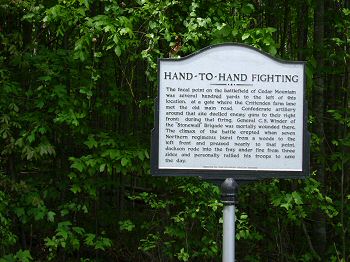 HAND-TO-HAND FIGHTING
The focal point on the battlefield of Cedar Mountain
was several hundred yards to the left of this
location, at a gate where the Crittenden farm lane
met the old main road. Confederate artillery
around that site duelled enemy guns to their right
front; during that firing, General C.S. Winder of
the "Stonewall" Brigade was mortally wounded there.
The climax of the battle erupted when seven
Northern regiments burst from a woods to the
left front and pressed nearly to that point.
Jackson rode into the fray under fire from three
sides and personally rallied his troops to save
the day.